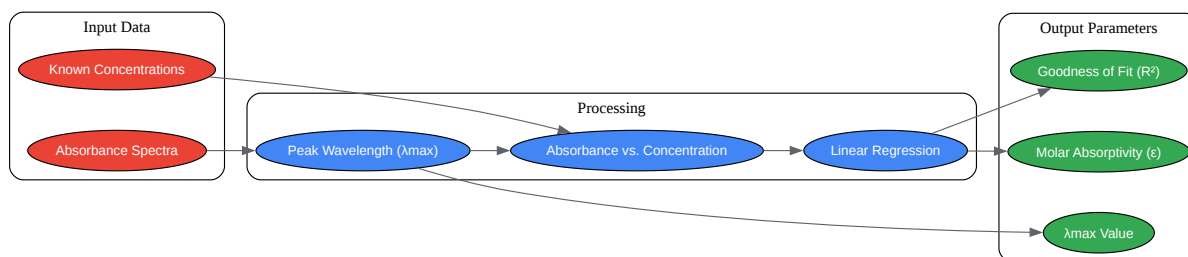 Input Data
Known Concentrations
Absorbance Spectra
Processing
Peak Wavelength (λmax)
Absorbance vs. Concentration
Linear Regression
Output Parameters
Goodness of Fit (R²)
Molar Absorptivity (ε)
λmax Value